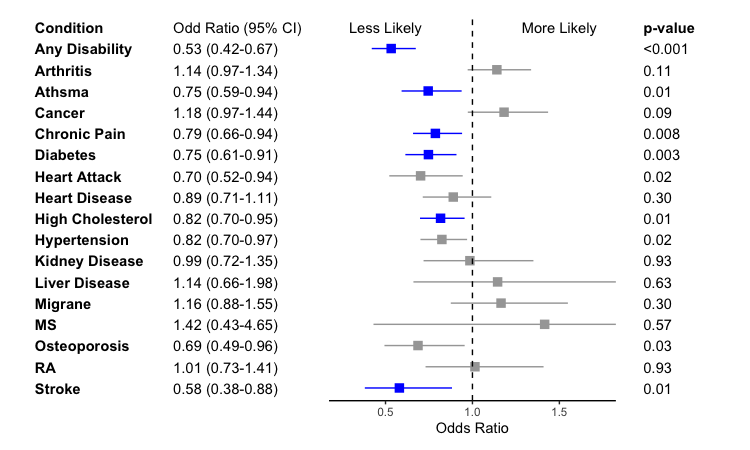 Condition Odd Ratio (95% CI) Less Likely More Likely p-value
Any Disability 0.53 (0.42-0.67) <0.001
Arthritis 1.14 (0.97-1.34) 0.11
Athsma 0.75 (0.59-0.94) 0.01
Cancer 1.18 (0.97-1.44) 0.09
Chronic Pain 0.79 (0.66-0.94) 0.008
Diabetes 0.75 (0.61-0.91) 0.003
Heart Attack 0.70 (0.52-0.94) 0.02
Heart Disease 0.89 (0.71-1.11) 0.30
High Cholesterol 0.82 (0.70-0.95) 0.01
Hypertension 0.82 (0.70-0.97) 0.02
Kidney Disease 0.99 (0.72-1.35) 0.93
Liver Disease 1.14 (0.66-1.98) 0.63
Migrane 1.16 (0.88-1.55) 0.30
MS 1.42 (0.43-4.65) 0.57
Osteoporosis 0.69 (0.49-0.96) 0.03
RA 1.01 (0.73-1.41) 0.93
Stroke 0.58 (0.38-0.88) 0.01
0.5 1.0 1.5
Odds Ratio